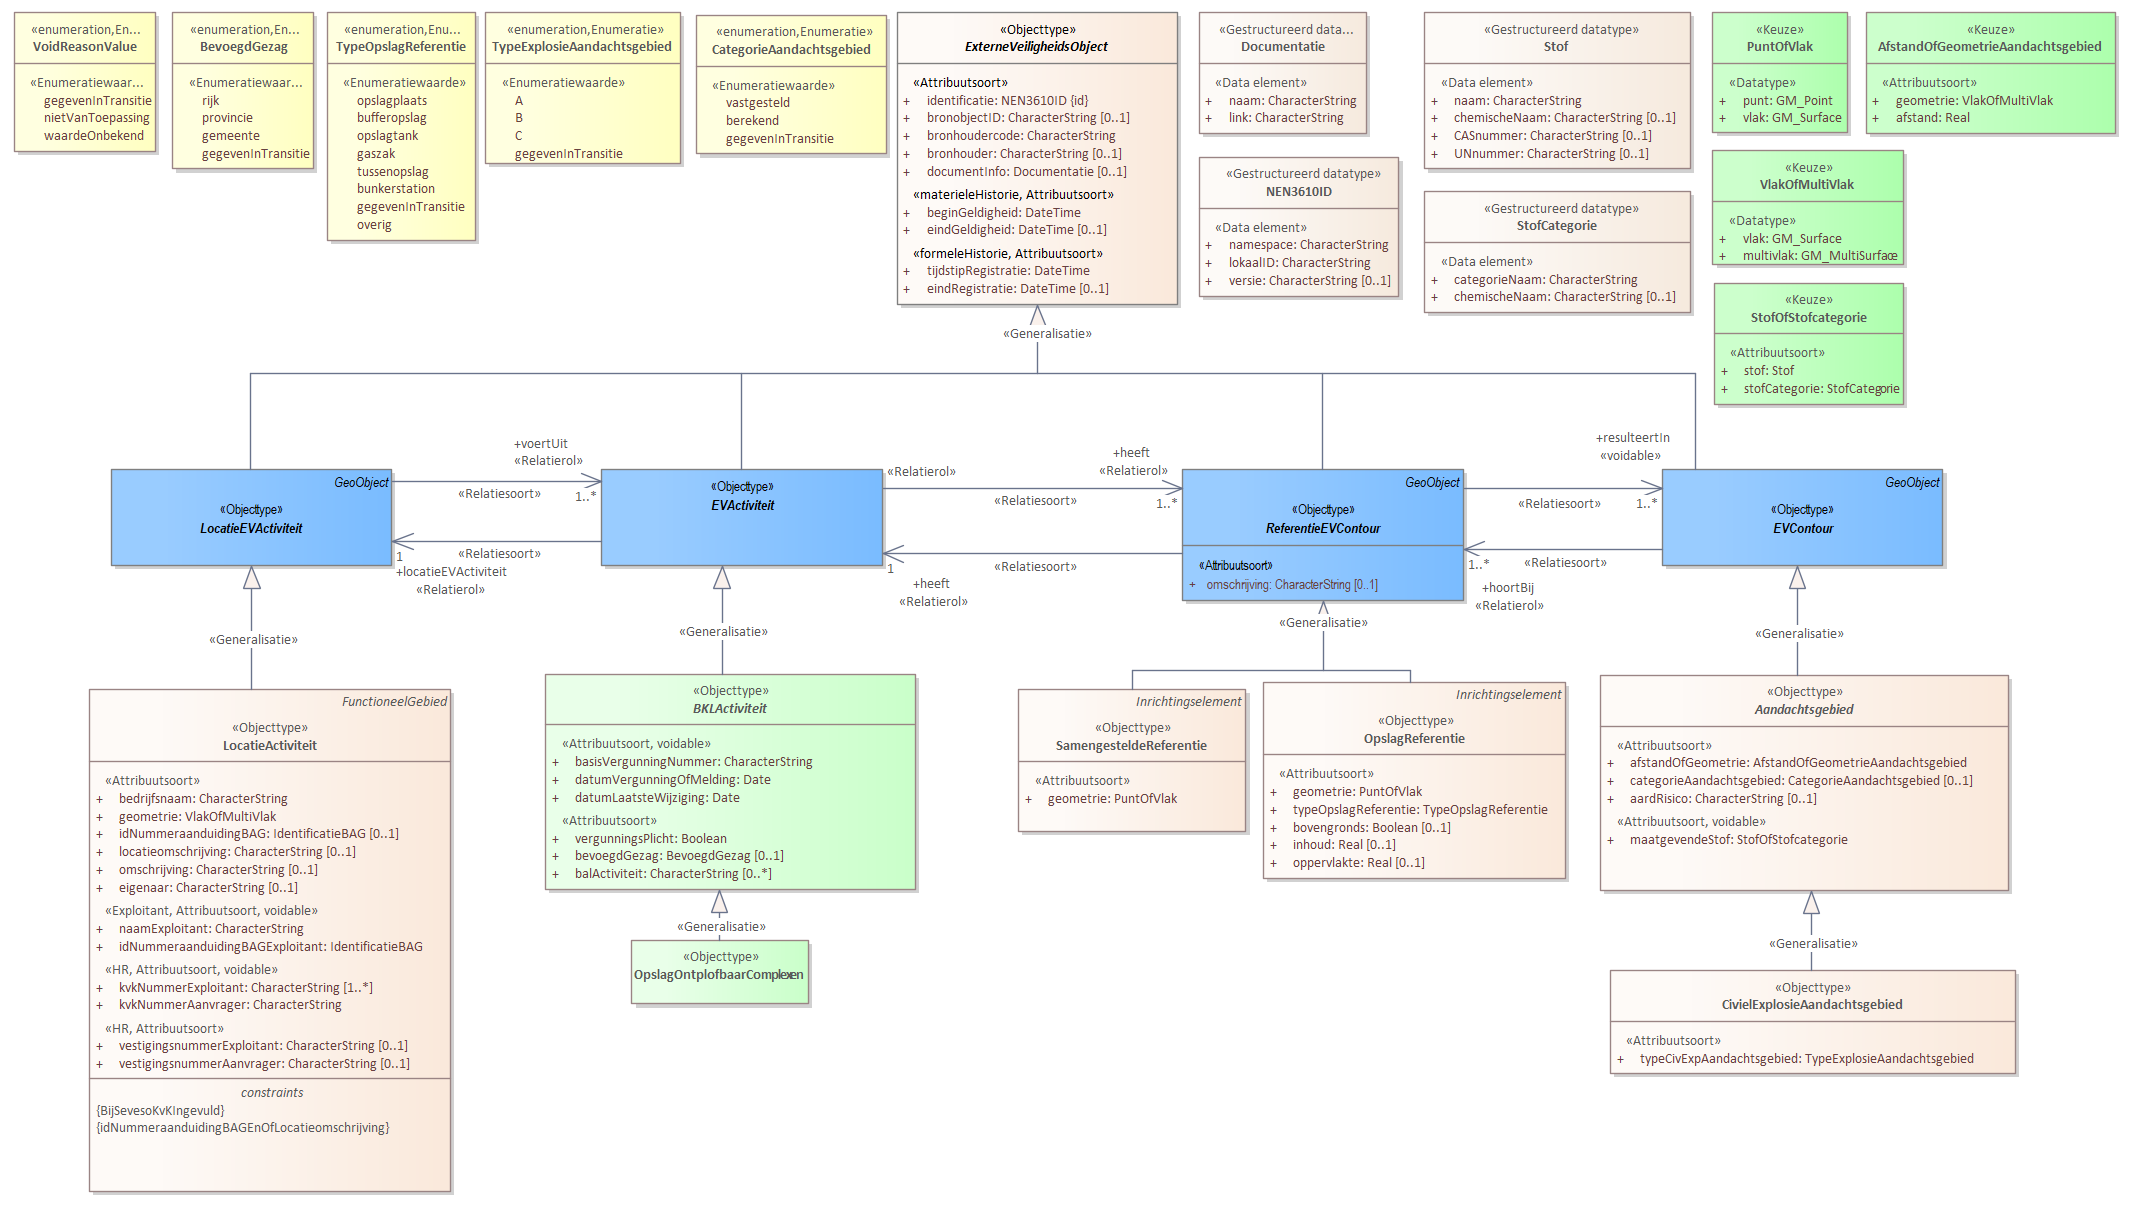 «enumeration,En...
VoidReasonValue
«Enumeratiewaar...
gegevenInTransitie
nietVanToepassing
waardeOnbekend
«enumeration,En...
BevoegdGezag
«Enumeratiewaar...
rijk
provincie
gemeente
gegevenInTransitie
«enumeration,Enu...
TypeOpslagReferentie
«Enumeratiewaarde»
opslagplaats
bufferopslag
opslagtank
gaszak
tussenopslag
bunkerstation
gegevenInTransitie
overig
«enumeration,Enumeratie»
TypeExplosieAandachtsgebied
«Enumeratiewaarde»
A
B
C
gegevenInTransitie
«enumeration,Enumeratie»
CategorieAandachtsgebied
«Enumeratiewaarde»
vastgesteld
berekend
gegevenInTransitie
«Objecttype»
ExterneVeiligheidsObject
«Attribuutsoort»
+ identificatie: NEN3610ID {id}
+ bronobjectID: CharacterString [0..1]
+ bronhoudercode: CharacterString
+ bronhouder: CharacterString [0..1]
+ documentInfo: Documentatie [0..1]
«materieleHistorie, Attribuutsoort»
+ beginGeldigheid: DateTime
+ eindGeldigheid: DateTime [0..1]
«formeleHistorie, Attribuutsoort»
+ tijdstipRegistratie: DateTime
+ eindRegistratie: DateTime [0..1]
«Gestructureerd data...
Documentatie
«Data element»
+ naam: CharacterString
+ link: CharacterString
«Gestructureerd datatype»
NEN3610ID
«Data element»
+ namespace: CharacterString
+ lokaalID: CharacterString
+ versie: CharacterString [0..1]
«Gestructureerd datatype»
Stof
«Data element»
+ naam: CharacterString
+ chemischeNaam: CharacterString [0..1]
+ CASnummer: CharacterString [0..1]
+ UNnummer: CharacterString [0..1]
«Gestructureerd datatype»
StofCategorie
«Data element»
+ categorieNaam: CharacterString
+ chemischeNaam: CharacterString [0..1]
«Keuze»
PuntOfVlak
«Datatype»
+ punt: GM_Point
+ vlak: GM_Surface
«Keuze»
AfstandOfGeometrieAandachtsgebied
«Attribuutsoort»
+ geometrie: VlakOfMultiVlak
+ afstand: Real
«Keuze»
VlakOfMultiVlak
«Datatype»
+ vlak: GM_Surface
+ multivlak: GM_MultiSurface
«Keuze»
StofOfStofcategorie
«Attribuutsoort»
+ stof: Stof
+ stofCategorie: StofCategorie
«Generalisatie»
GeoObject
«Objecttype»
LocatieEVActiviteit
+voertUit
«Relatierol»
«Relatiesoort»
1..*
«Relatiesoort»
1
+locatieEVActiviteit
«Relatierol»
«Objecttype»
EVActiviteit
«Relatierol»
+heeft
«Relatierol»
«Relatiesoort»
1..*
«Relatiesoort»
1
+heeft
«Relatierol»
GeoObject
«Objecttype»
ReferentieEVContour
«Attribuutsoort»
+ omschrijving: CharacterString [0..1]
+resulteertIn
«voidable»
«Relatiesoort»
1..*
«Relatiesoort»
1..*
+hoortBij
«Relatierol»
GeoObject
«Objecttype»
EVContour
«Generalisatie»
«Generalisatie»
«Generalisatie»
«Generalisatie»
FunctioneelGebied
«Objecttype»
LocatieActiviteit
«Attribuutsoort»
+ bedrijfsnaam: CharacterString
+ geometrie: VlakOfMultiVlak
+ idNummeraanduidingBAG: IdentificatieBAG [0..1]
+ locatieomschrijving: CharacterString [0..1]
+ omschrijving: CharacterString [0..1]
+ eigenaar: CharacterString [0..1]
«Exploitant, Attribuutsoort, voidable»
+ naamExploitant: CharacterString
+ idNummeraanduidingBAGExploitant: IdentificatieBAG
«HR, Attribuutsoort, voidable»
+ kvkNummerExploitant: CharacterString [1..*]
+ kvkNummerAanvrager: CharacterString
«HR, Attribuutsoort»
+ vestigingsnummerExploitant: CharacterString [0..1]
+ vestigingsnummerAanvrager: CharacterString [0..1]
constraints
{BijSevesoKvKIngevuld}
{idNummeraanduidingBAGEnOfLocatieomschrijving}
«Objecttype»
BKLActiviteit
«Attribuutsoort, voidable»
+ basisVergunningNummer: CharacterString
+ datumVergunningOfMelding: Date
+ datumLaatsteWijziging: Date
«Attribuutsoort»
+ vergunningsPlicht: Boolean
+ bevoegdGezag: BevoegdGezag [0..1]
+ balActiviteit: CharacterString [0..*]
«Generalisatie»
«Objecttype»
OpslagOntplofbaarComplexen
Inrichtingselement
«Objecttype»
SamengesteldeReferentie
«Attribuutsoort»
+ geometrie: PuntOfVlak
Inrichtingselement
«Objecttype»
OpslagReferentie
«Attribuutsoort»
+ geometrie: PuntOfVlak
+ typeOpslagReferentie: TypeOpslagReferentie
+ bovengronds: Boolean [0..1]
+ inhoud: Real [0..1]
+ oppervlakte: Real [0..1]
«Objecttype»
Aandachtsgebied
«Attribuutsoort»
+ afstandOfGeometrie: AfstandOfGeometrieAandachtsgebied
+ categorieAandachtsgebied: CategorieAandachtsgebied [0..1]
+ aardRisico: CharacterString [0..1]
«Attribuutsoort, voidable»
+ maatgevendeStof: StofOfStofcategorie
«Generalisatie»
«Objecttype»
CivielExplosieAandachtsgebied
«Attribuutsoort»
+ typeCivExpAandachtsgebied: TypeExplosieAandachtsgebied